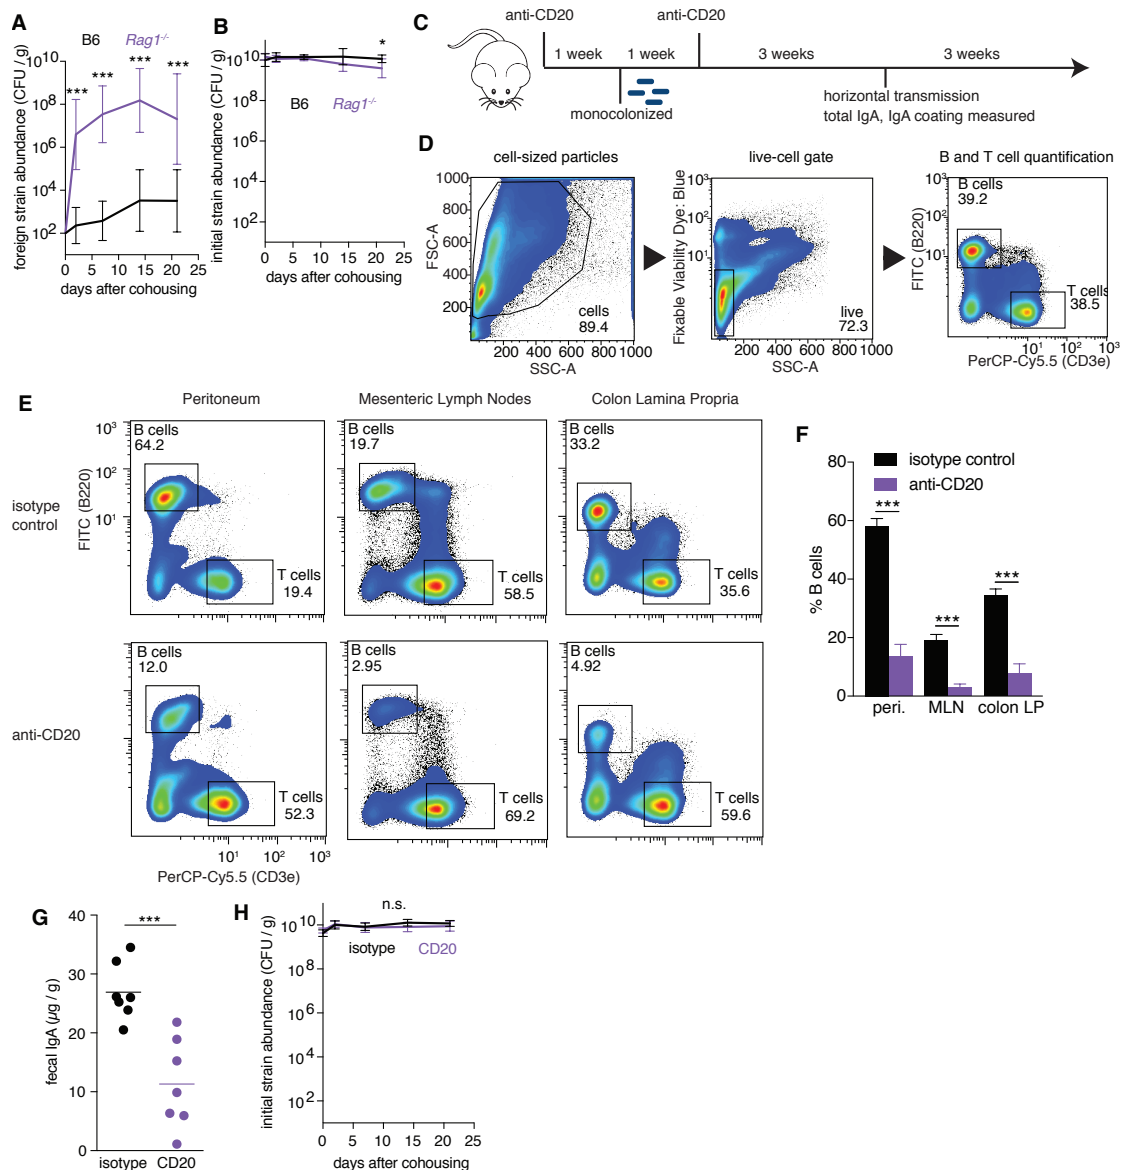 A
B6 Rag1-/-
foreign strain abundance (CFU / g)
10^10
10^8
10^6
10^4
10^2
***
***
***
***
0 5 10 15 20 25
days after cohousing
B
initial strain abundance (CFU / g)
10^10
10^8
10^6
10^4
10^2
*
B6 Rag1-/-
0 5 10 15 20 25
days after cohousing
C
anti-CD20 anti-CD20
1 week 1 week 3 weeks 3 weeks
monocolonized
horizontal transmission
total IgA, IgA coating measured
D
cell-sized particles
FSC-A
1000
800
600
400
200
cells
89.4
200 400 600 800 1000
SSC-A
live-cell gate
Fixable Viability Dye: Blue
10^3
10^2
10^1
live
72.3
200 400 600 800 1000
SSC-A
B and T cell quantification
FITC (B220)
10^3
10^2
10^1
B cells
39.2
T cells
38.5
10^1 10^2 10^3
PerCP-Cy5.5 (CD3e)
E
Peritoneum Mesenteric Lymph Nodes Colon Lamina Propria
isotype
control
FITC (B220)
10^3
10^2
10^1
B cells
64.2
T cells
19.4
B cells
19.7
T cells
58.5
B cells
33.2
T cells
35.6
anti-CD20
B cells
12.0
T cells
52.3
B cells
2.95
T cells
69.2
B cells
4.92
T cells
59.6
10^1 10^2 10^3
PerCP-Cy5.5 (CD3e)
F
isotype control
anti-CD20
% B cells
80
60
40
20
0
***
***
***
peri. MLN colon LP
G
fecal IgA (µg / g)
40
30
20
10
0
***
isotype CD20
H
initial strain abundance (CFU / g)
10^10
10^8
10^6
10^4
10^2
n.s.
isotype CD20
0 5 10 15 20 25
days after cohousing